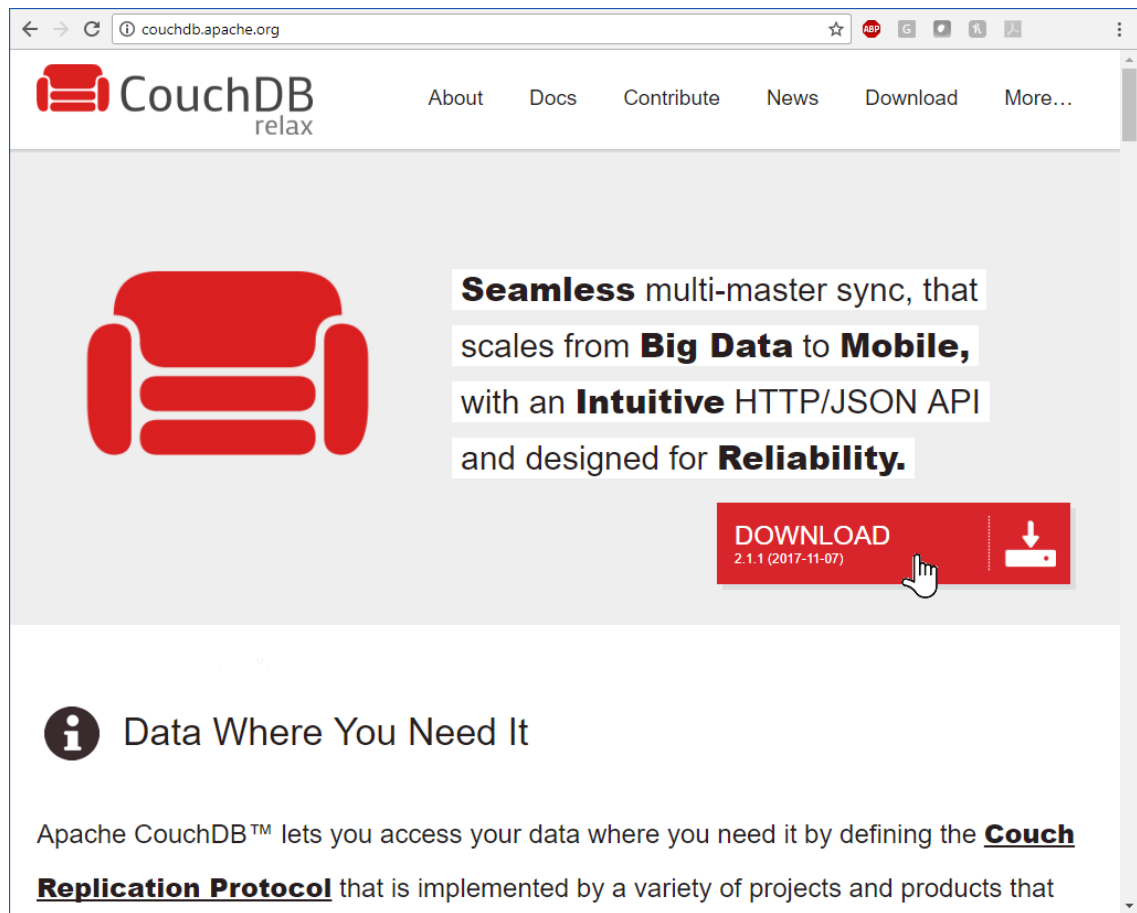 couchdb.apache.org
ABP
G
CouchDB
relax
About Docs Contribute News Download More…
Seamless multi-master sync, that
scales from Big Data to Mobile,
with an Intuitive HTTP/JSON API
and designed for Reliability.
DOWNLOAD
2.1.1 (2017-11-07)
Data Where You Need It
Apache CouchDB™ lets you access your data where you need it by defining the Couch
Replication Protocol that is implemented by a variety of projects and products that